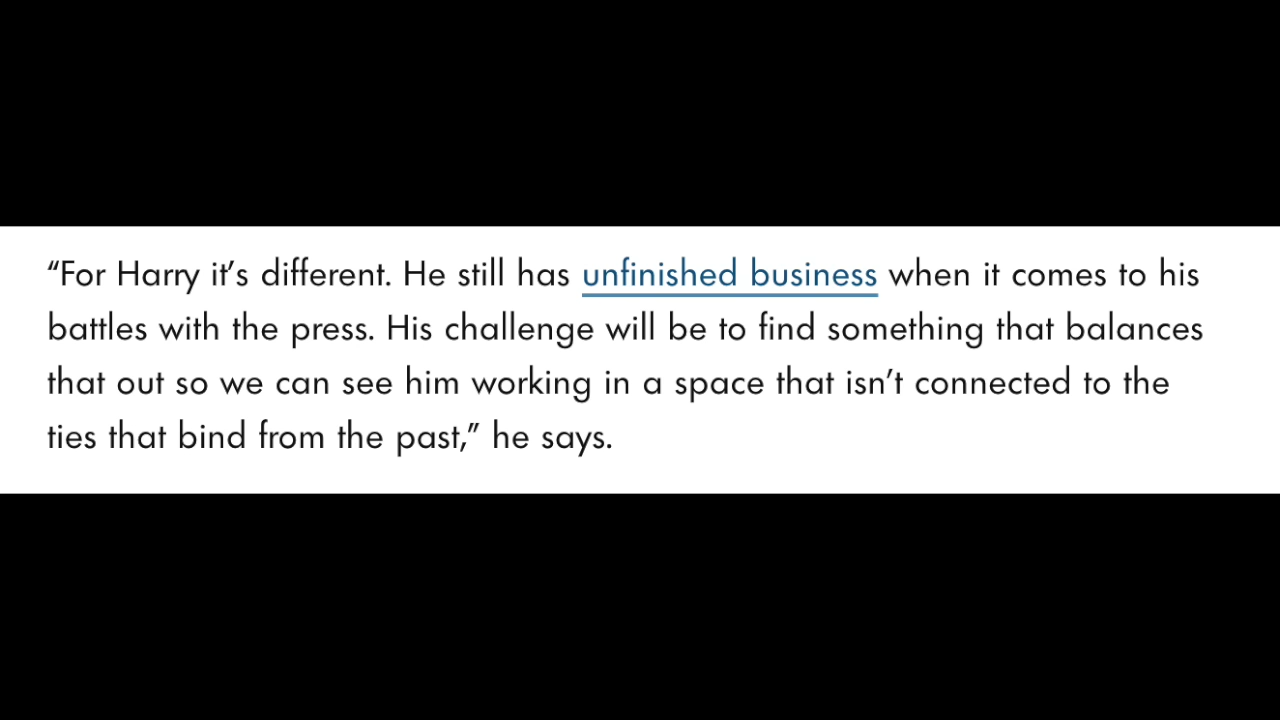 “For Harry it’s different. He still has unfinished business when it comes to his
battles with the press. His challenge will be to find something that balances
that out so we can see him working in a space that isn’t connected to the
ties that bind from the past,” he says.